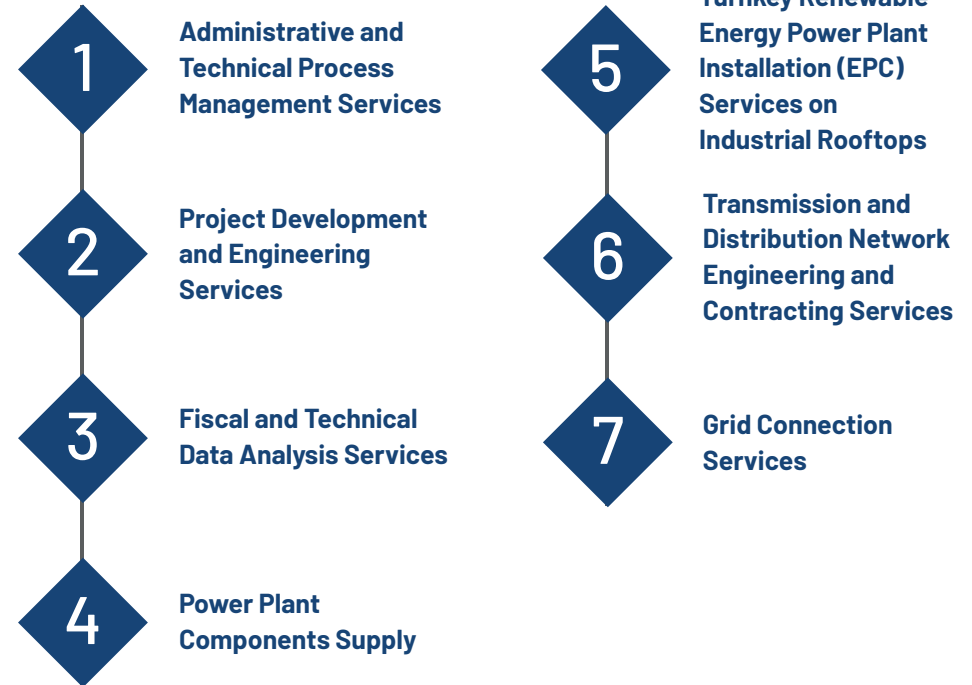 1
Administrative and
Technical Process
Management Services
2
Project Development
and Engineering
Services
3
Fiscal and Technical
Data Analysis Services
4
Power Plant
Components Supply
5
Turnkey Renewable
Energy Power Plant
Installation (EPC)
Services on
Industrial Rooftops
6
Transmission and
Distribution Network
Engineering and
Contracting Services
7
Grid Connection
Services